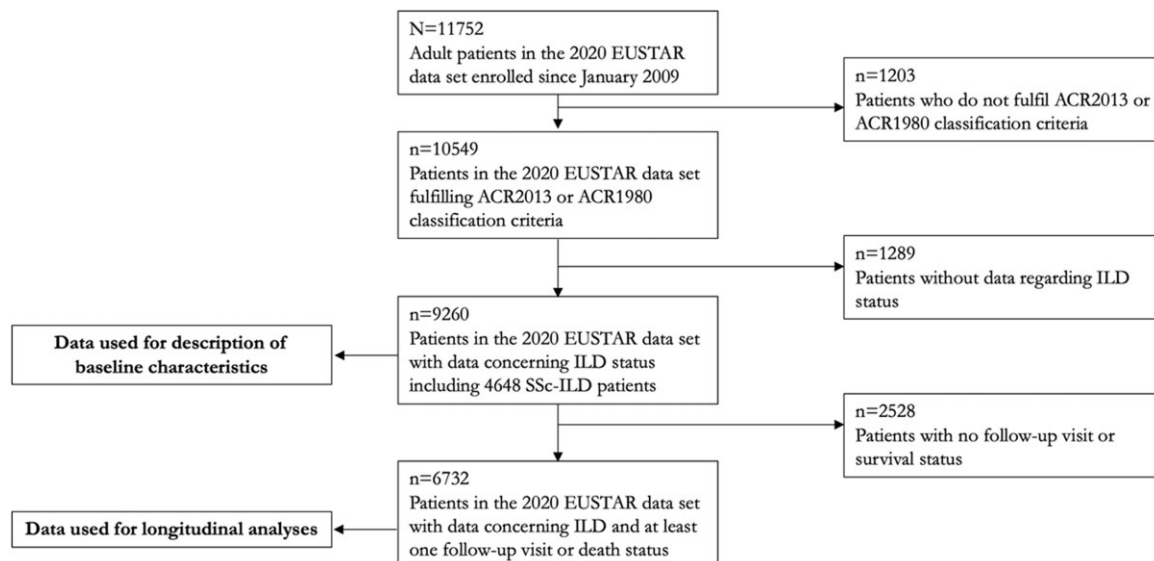 N=11752
Adult patients in the 2020 EUSTAR
data set enrolled since January 2009
n=1203
Patients who do not fulfil ACR2013 or
ACR1980 classification criteria
n=10549
Patients in the 2020 EUSTAR data set
fulfilling ACR2013 or ACR1980
classification criteria
n=1289
Patients without data regarding ILD
status
n=9260
Patients in the 2020 EUSTAR data set
with data concerning ILD status
including 4648 SSc-ILD patients
Data used for description of
baseline characteristics
n=2528
Patients with no follow-up visit or
survival status
n=6732
Patients in the 2020 EUSTAR data set
with data concerning ILD and at least
one follow-up visit or death status
Data used for longitudinal analyses